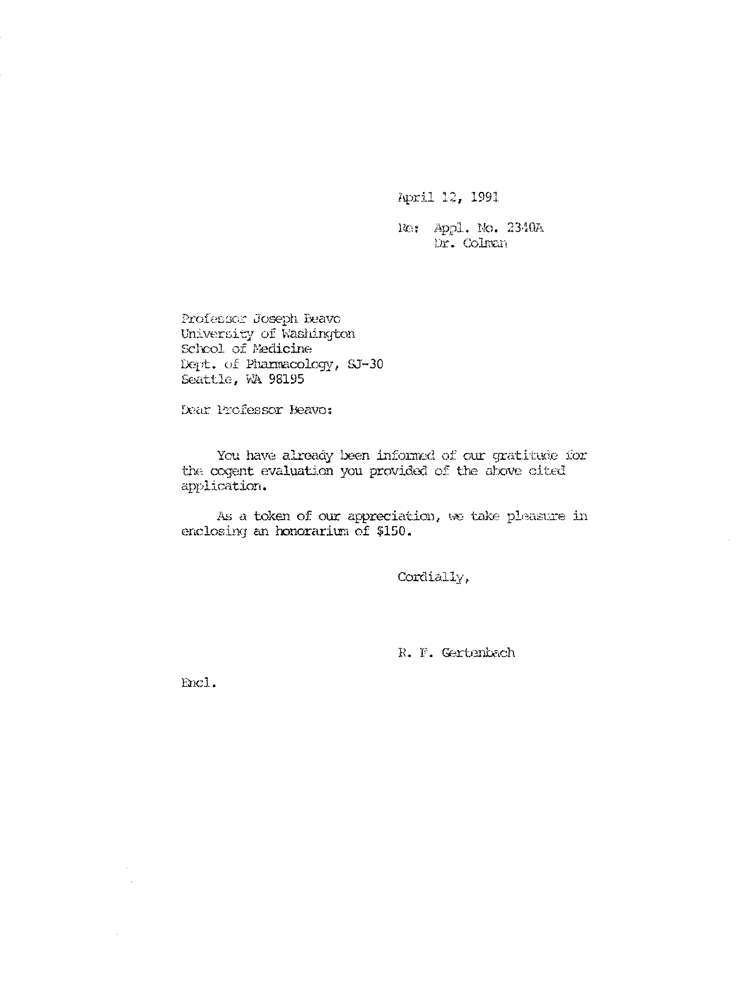 April 12, 1991
Re: Appl. No. 2340A
Dr. Colman
Professor Joseph Beavo
University of Washington
School of Medicine
Dept. of Pharmacology, SJ-30
Seattle, WA 98195
Dear Professor Beavo:
You have already been informed of our gratitude for
the cogent evaluation you provided of the above cited
application.
As a token of our appreciation, we take pleasure in
enclosing an honorarium of $150.
Cordially,
R. F. Gertenbach
Encl.